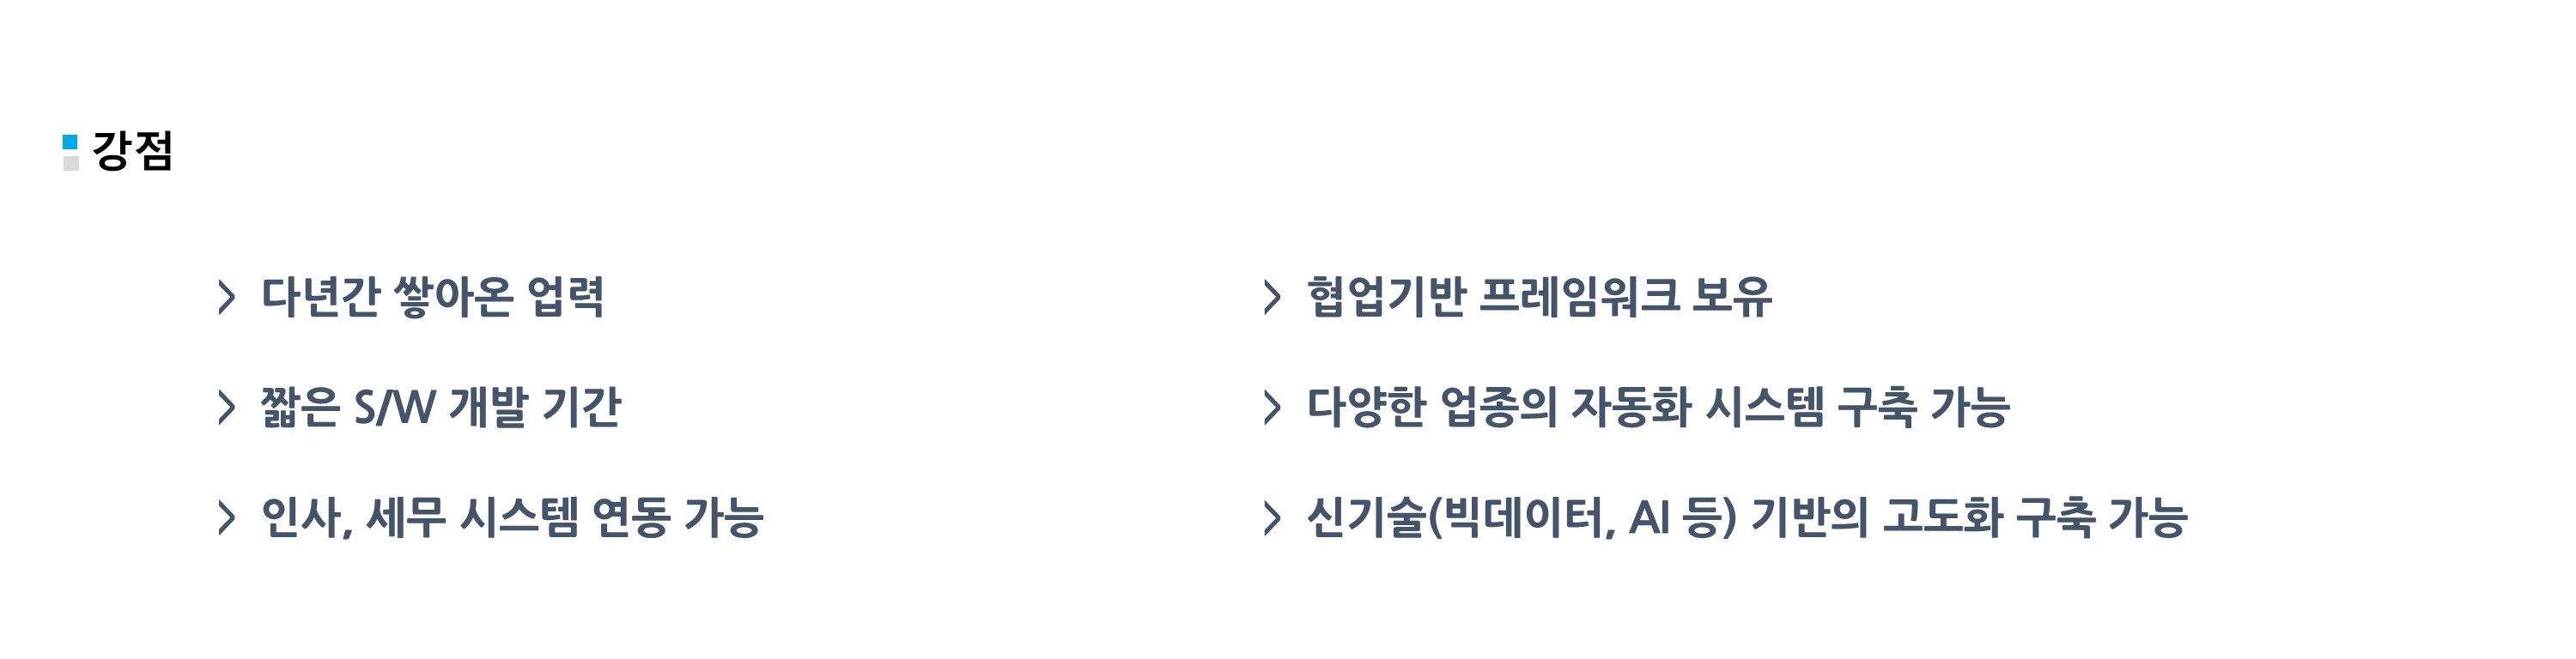 강점
다년간 쌓아온 업력
짧은 S/W 개발 기간
인사, 세무 시스템 연동 가능
협업기반 프레임워크 보유
다양한 업종의 자동화 시스템 구축 가능
신기술(빅데이터, AI 등) 기반의 고도화 구축 가능